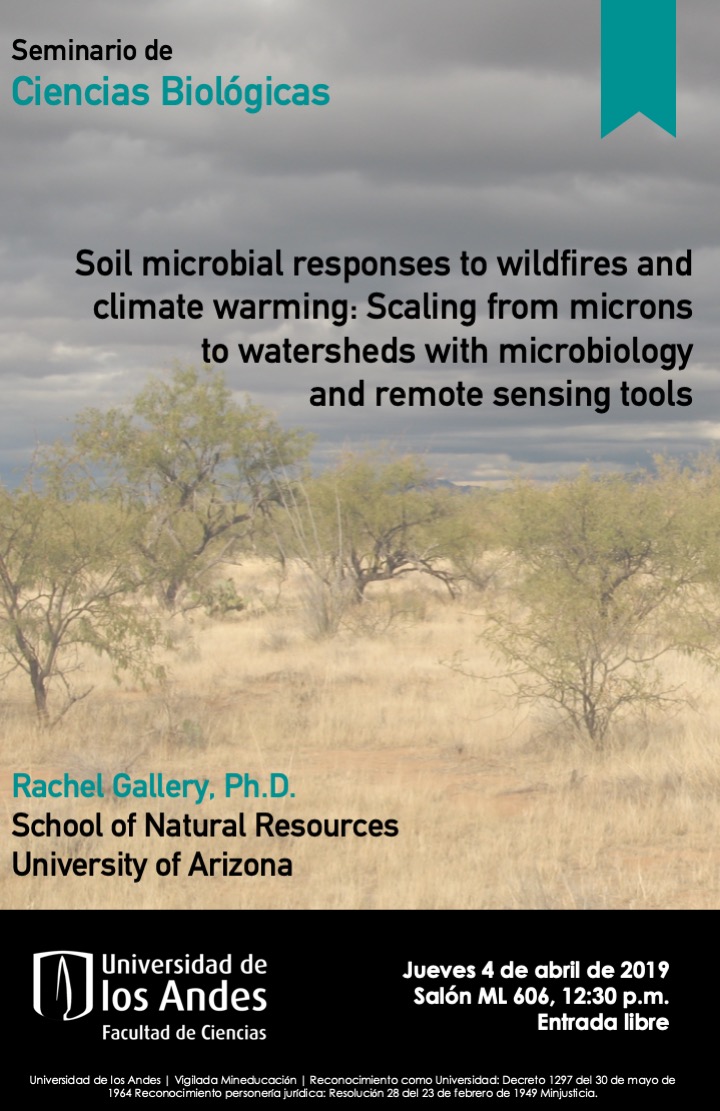 Seminario de
Ciencias Biológicas
Soil microbial responses to wildfires and
climate warming: Scaling from microns
to watersheds with microbiology
and remote sensing tools
Rachel Gallery, Ph.D.
School of Natural Resources
University of Arizona
Universidad de
los Andes
Facultad de Ciencias
Jueves 4 de abril de 2019
Salón ML 606, 12:30 p.m.
Entrada libre
Universidad de los Andes | Vigilada Mineducación | Reconocimiento como Universidad: Decreto 1297 del 30 de mayo de
1964 Reconocimiento personería jurídica: Resolución 28 del 23 de febrero de 1949 Minjusticia.